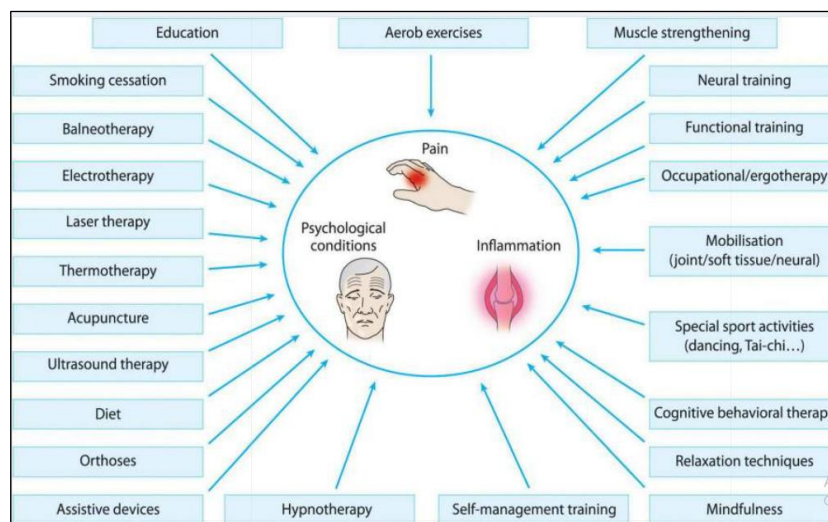 Education
Aerob exercises
Muscle strengthening
Smoking cessation
Balneotherapy
Electrotherapy
Laser therapy
Thermotherapy
Acupuncture
Ultrasound therapy
Diet
Orthoses
Assistive devices
Pain
Psychological
conditions
Inflammation
Neural training
Functional training
Occupational/ergotherapy
Mobilisation
(joint/soft tissue/neural)
Special sport activities
(dancing, Tai-chi...)
Cognitive behavioral therap
Relaxation techniques
Hypnotherapy
Self-management training
Mindfulness